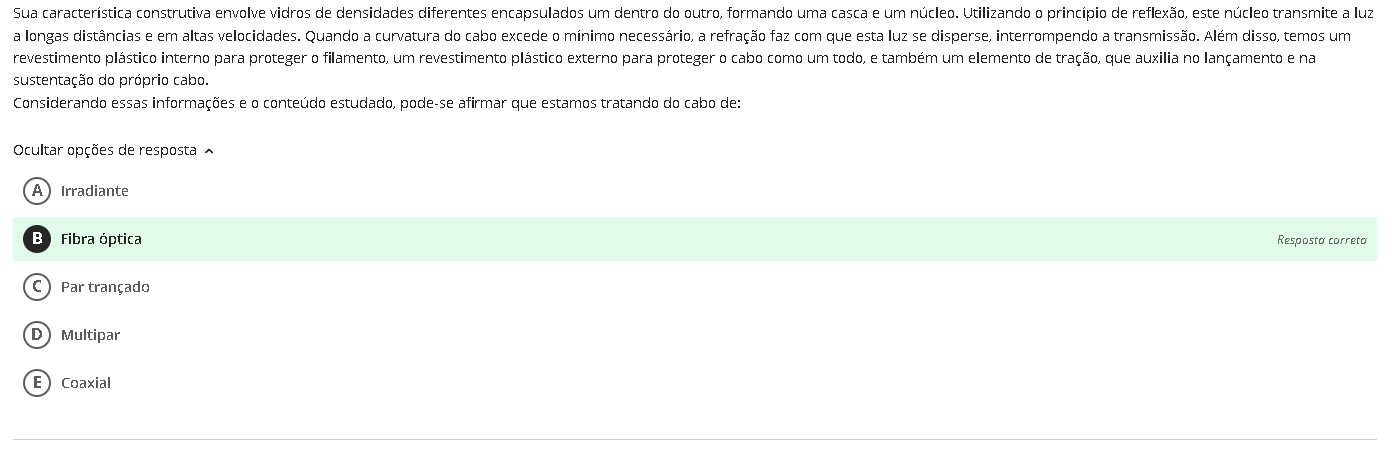 Sua característica construtiva envolve vidros de densidades diferentes encapsulados um dentro do outro, formando uma casca e um núcleo. Utilizando o princípio de reflexão, este núcleo transmite a luz
a longas distâncias e em altas velocidades. Quando a curvatura do cabo excede o mínimo necessário, a refração faz com que esta luz se disperse, interrompendo a transmissão. Além disso, temos um
revestimento plástico interno para proteger o filamento, um revestimento plástico externo para proteger o cabo como um todo, e também um elemento de tração, que auxilia no lançamento e na
sustentação do próprio cabo.
Considerando essas informações e o conteúdo estudado, pode-se afirmar que estamos tratando do cabo de:
Ocultar opções de resposta
A Irradiante
B Fibra óptica Resposta correta
C Par trançado
D Multipar
E Coaxial